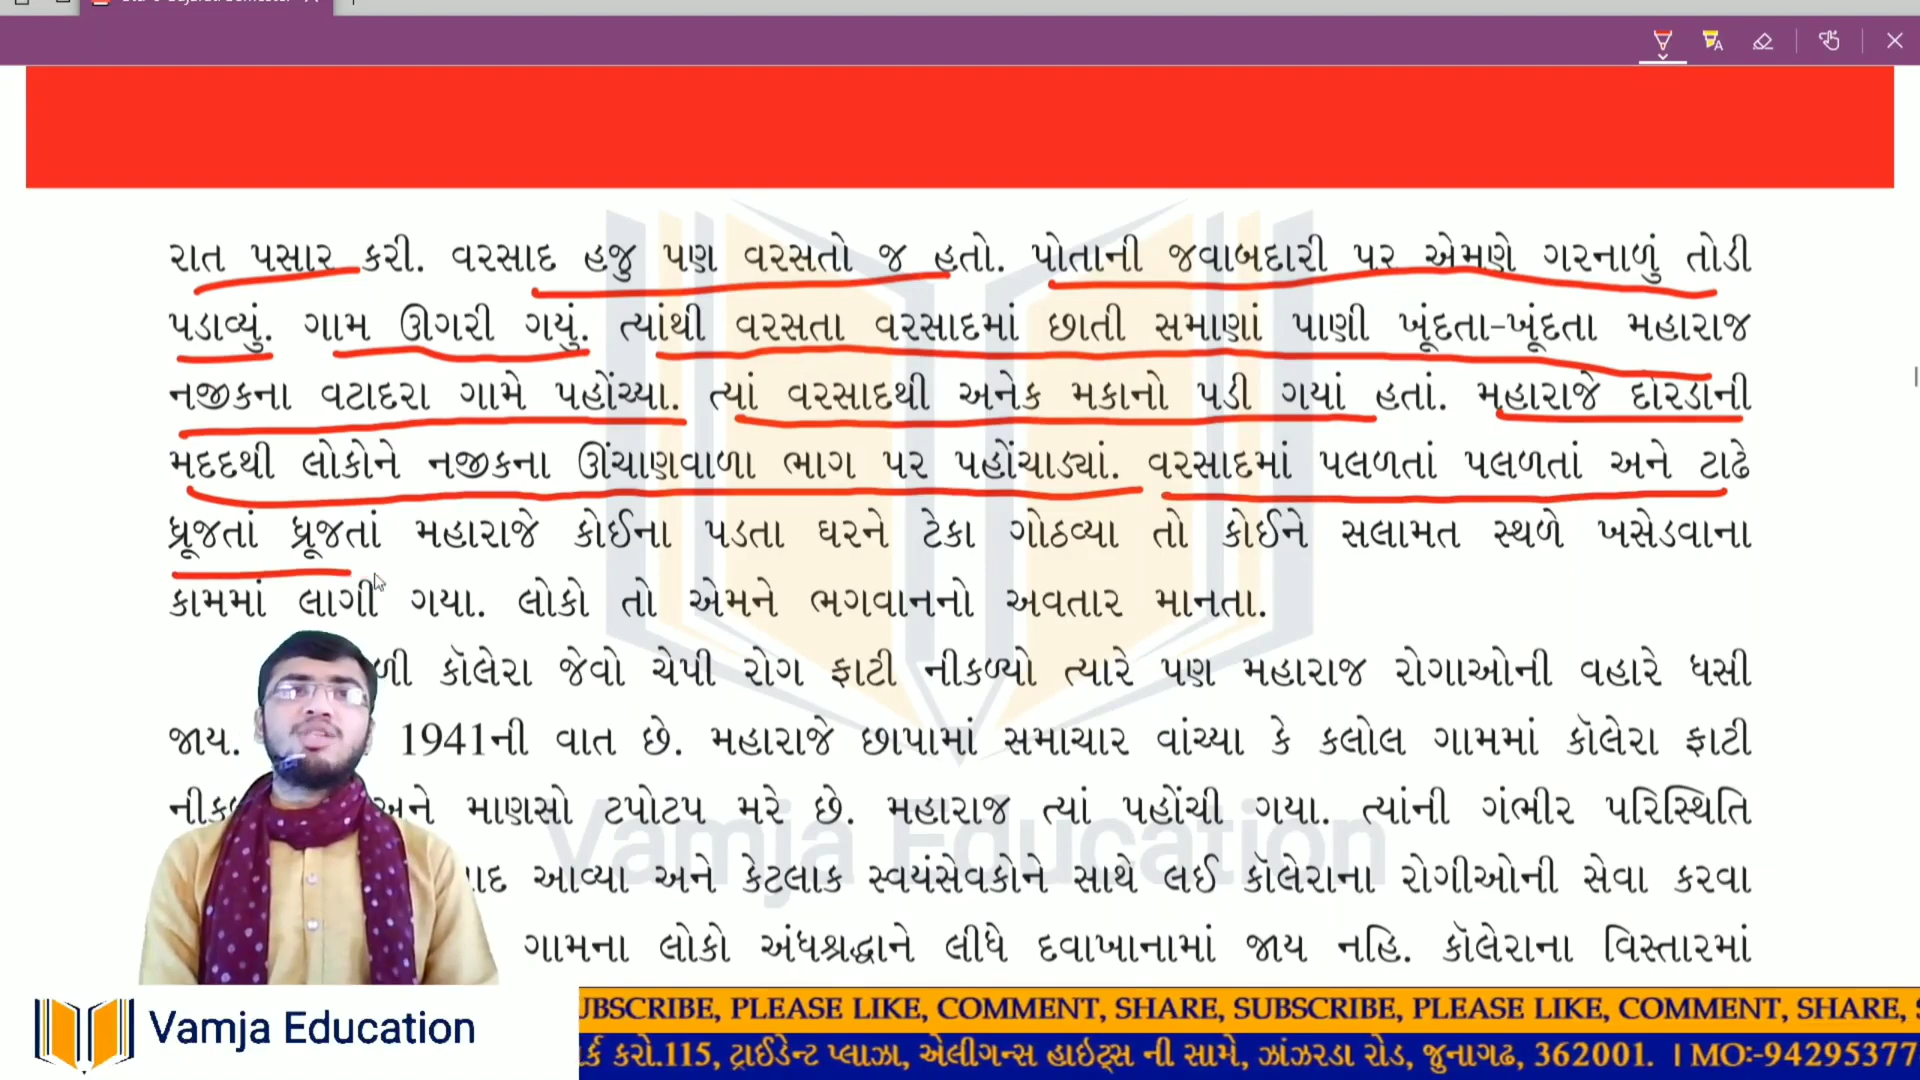 રાત પસાર કરી. વરસાદ હજુ પણ વરસતો જ હતો. પોતાની જવાબદારી પર એમણે ગરનાળું તોડી
પડાવ્યું. ગામ ઊગરી ગયું. ત્યાંથી વરસતા વરસાદમાં છાતી સમાણાં પાણી ખૂંદતા-ખૂંદતા મહારાજ
નજીકના વટાદરા ગામે પહોંચ્યા. ત્યાં વરસાદથી અનેક મકાનો પડી ગયાં હતાં. મહારાજે દોરડાની
મદદથી લોકોને નજીકના ઊંચાણવાળા ભાગ પર પહોંચાડ્યાં. વરસાદમાં પલળતાં પલળતાં અને ટાઢે
ધ્રૂજતાં ધ્રૂજતાં મહારાજે કોઈના પડતા ઘરને ટેકા ગોઠવ્યા તો કોઈને સલામત સ્થળે ખસેડવાના
કામમાં લાગી ગયા. લોકો તો એમને ભગવાનનો અવતાર માનતા.
ળી કૉલેરા જેવો ચેપી રોગ ફાટી નીકળ્યો ત્યારે પણ મહારાજ રોગાઓની વહારે ધસી
જાય. 1941ની વાત છે. મહારાજે છાપામાં સમાચાર વાંચ્યા કે કલોલ ગામમાં કૉલેરા ફાટી
અને માણસો ટપોટપ મરે છે. મહારાજ ત્યાં પહોંચી ગયા. ત્યાંની ગંભીર પરિસ્થિતિ
આવ્યા અને કેટલાક સ્વયંસેવકોને સાથે લઈ કૉલેરાના રોગીઓની સેવા કરવા
ગામના લોકો અંધશ્રદ્ધાને લીધે દવાખાનામાં જાય નહિ. કૉલેરાના વિસ્તારમાં
Vamja Education
Vamja Education
UBSCRIBE, PLEASE LIKE, COMMENT, SHARE, SUBSCRIBE, PLEASE LIKE, COMMENT, SHARE, S
ર્ક કરો.115, ટ્રાઈડેન્ટ પ્લાઝા, એલીગન્સ હાઇટ્સ ની સામે, ઝાંઝરડા રોડ, જુનાગઢ, 362001. | MO:-94295377